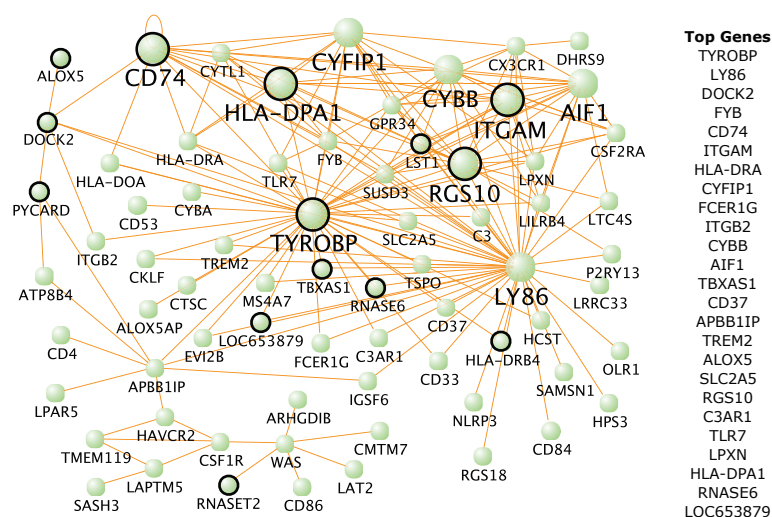 CD74
CYTL1
CYFIP1
CX3CR1
DHRS9
ALOX5
HLA-DPA1
CYBB
ITGAM
AIF1
GPR34
DOCK2
HLA-DRA
FYB
LST1
CSF2RA
HLA-DOA
TLR7
SUSD3
RGS10
LPXN
PYCARD
CYBA
CD53
TYROBP
SLC2A5
C3
LILRB4
LTC4S
ITGB2
CKLF
TREM2
TBXAS1
TSPO
LY86
P2RY13
ATP8B4
CTSC
MS4A7
RNASE6
LRRC33
ALOX5AP
LOC653879
CD37
HCST
CD4
EVI2B
FCER1G
C3AR1
HLA-DRB4
OLR1
APBB1IP
IGSF6
CD33
SAMSN1
LPAR5
ARHGDIB
NLRP3
HPS3
HAVCR2
TMEM119
CSF1R
WAS
CMTM7
CD84
LAPTM5
LAT2
RGS18
SASH3
RNASET2
CD86
Top Genes
TYROBP
LY86
DOCK2
FYB
CD74
ITGAM
HLA-DRA
CYFIP1
FCER1G
ITGB2
CYBB
AIF1
TBXAS1
CD37
APBB1IP
TREM2
ALOX5
SLC2A5
RGS10
C3AR1
TLR7
LPXN
HLA-DPA1
RNASE6
LOC653879